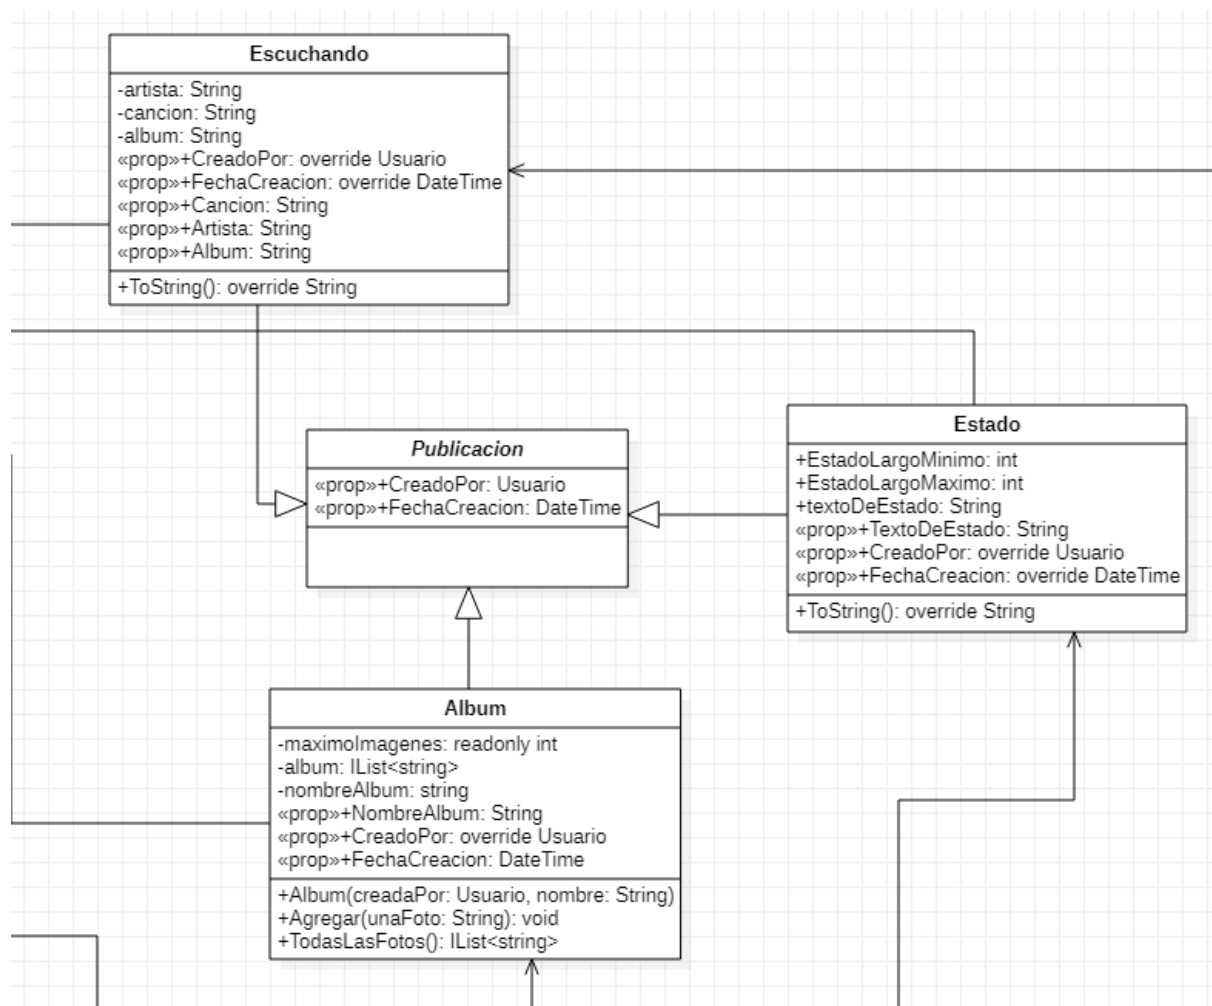 Escuchando
-artista: String
-cancion: String
-album: String
«prop»+CreadoPor: override Usuario
«prop»+FechaCreacion: override DateTime
«prop»+Cancion: String
«prop»+Artista: String
«prop»+Album: String
+ToString(): override String
Publicacion
«prop»+CreadoPor: Usuario
«prop»+FechaCreacion: DateTime
Estado
+EstadoLargoMinimo: int
+EstadoLargoMaximo: int
+textoDeEstado: String
«prop»+TextoDeEstado: String
«prop»+CreadoPor: override Usuario
«prop»+FechaCreacion: override DateTime
+ToString(): override String
Album
-maximoImagenes: readonly int
-album: IList<string>
-nombreAlbum: string
«prop»+NombreAlbum: String
«prop»+CreadoPor: override Usuario
«prop»+FechaCreacion: DateTime
+Album(creadaPor: Usuario, nombre: String)
+Agregar(unaFoto: String): void
+TodasLasFotos(): IList<string>